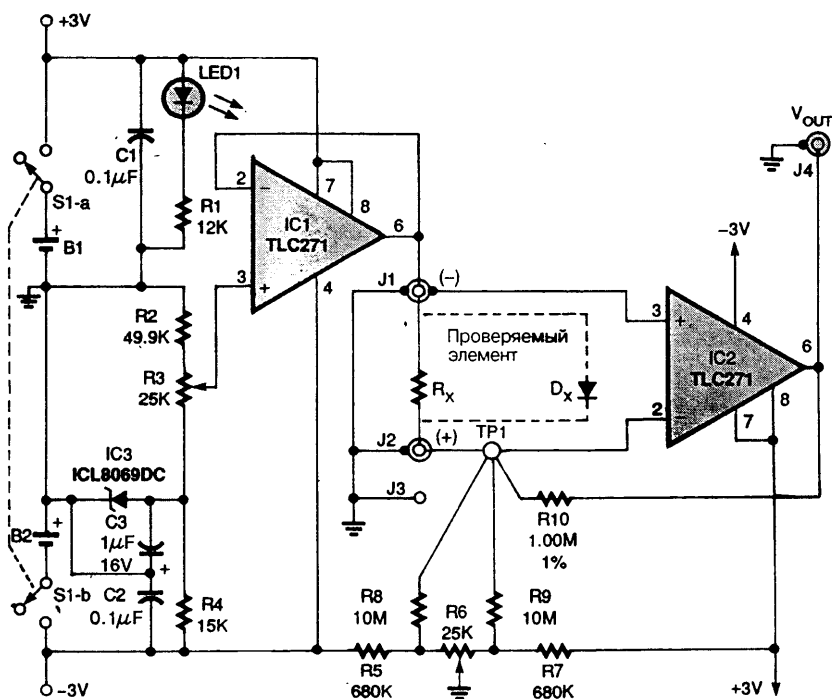 +3V
LED1
C1
0.1µF
R1
12K
S1-a
+
B1
2
−
IC1
TLC271
7
8
6
3
+
4
VOUT
J4
J1
(−)
−3V
R2
49.9K
R3
25K
Проверяемый
элемент
RX
DX
3
+
4
6
IC2
TLC271
8
2
7
IC3
ICL8069DC
J2
(+)
TP1
J3
B2
+
C3
1µF
16V
+
R10
1.00M
1%
S1-b
C2
0.1µF
R4
15K
R8
10M
R6
25K
R9
10M
R5
680K
R7
680K
−3V
+3V